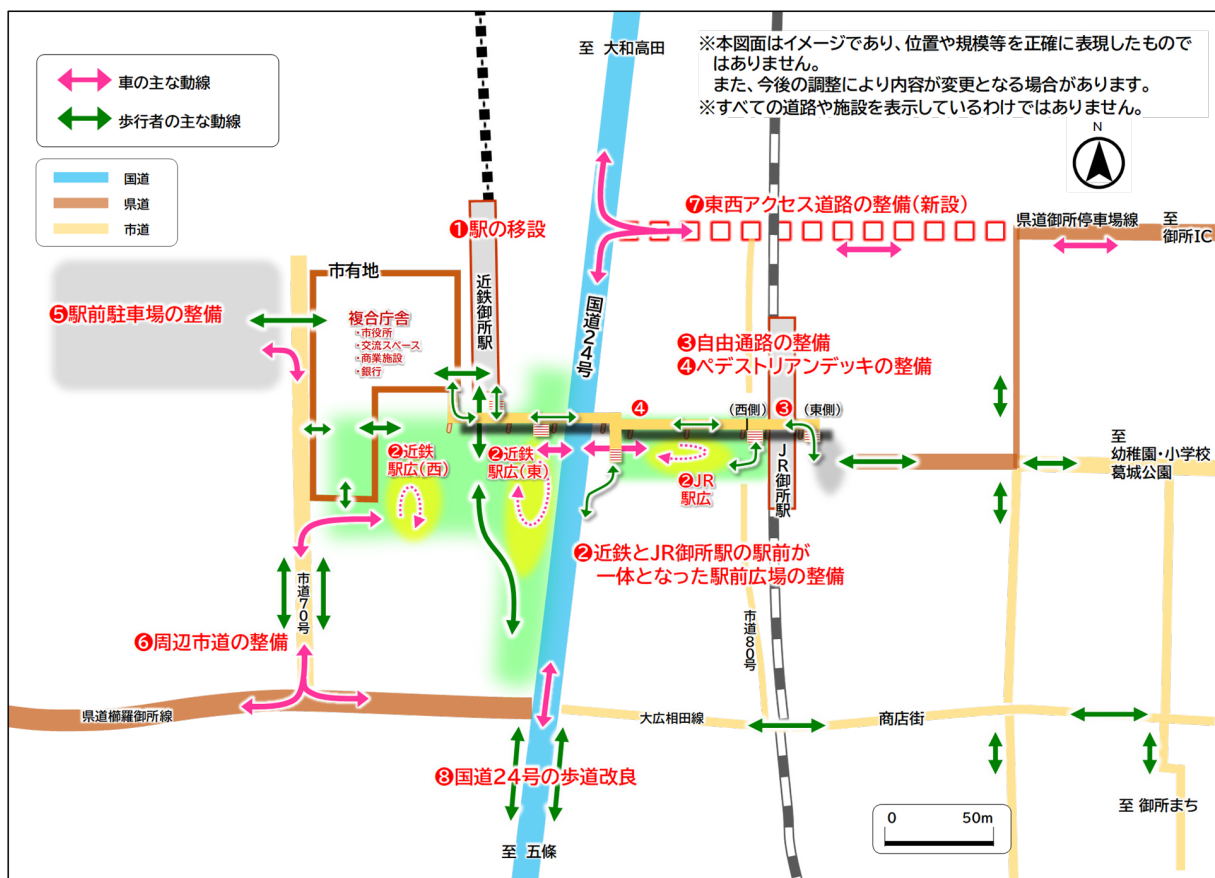 車の主な動線
歩行者の主な動線
国道
県道
市道
至 大和高田
※本図面はイメージであり、位置や規模等を正確に表現したもので
はありません。
また、今後の調整により内容が変更となる場合があります。
※すべての道路や施設を表示しているわけではありません。
N
❶駅の移設
❼東西アクセス道路の整備(新設)
県道御所停車場線
至
御所IC
市有地
近鉄御所駅
国道24号
❺駅前駐車場の整備
複合庁舎
・市役所
・交流スペース
・商業施設
・銀行
❸自由通路の整備
❹ペデストリアンデッキの整備
❹
(西側)
❸
(東側)
❷近鉄
駅広(西)
❷近鉄
駅広(東)
❷JR
駅広
JR御所駅
至
幼稚園・小学校
葛城公園
❷近鉄とJR御所駅の駅前が
一体となった駅前広場の整備
市道70号
市道80号
❻周辺市道の整備
県道櫛羅御所線
大広相田線
商店街
❽国道24号の歩道改良
至 御所まち
0 50m
至 五條